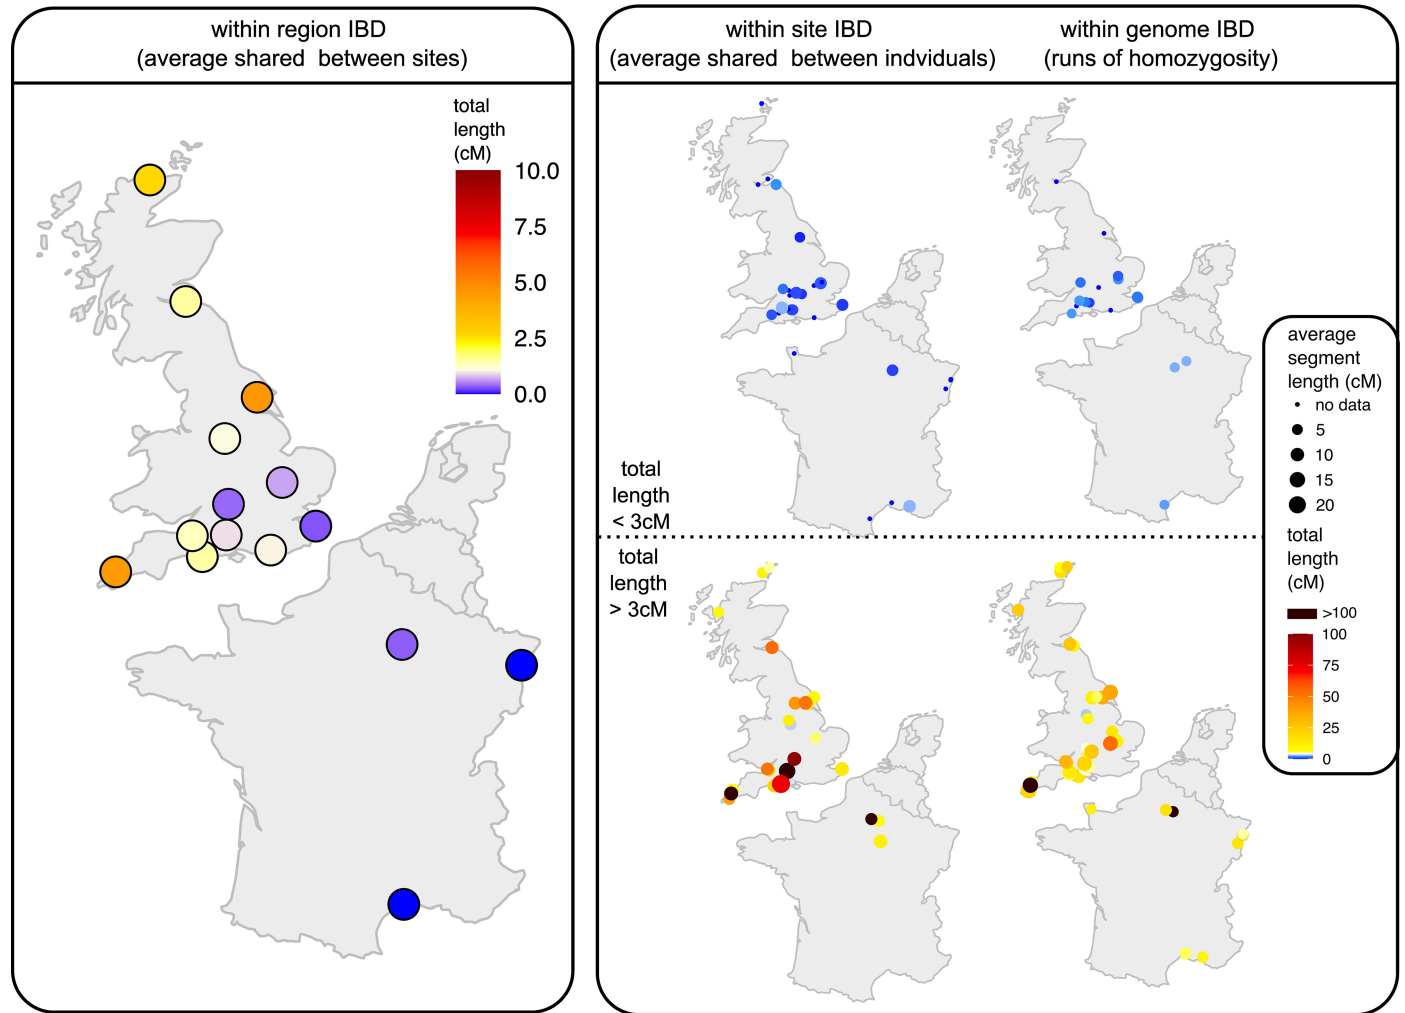 within region IBD
(average shared between sites)
total
length
(cM)
10.0
7.5
5.0
2.5
0.0
within site IBD
(average shared between indviduals)
within genome IBD
(runs of homozygosity)
total
length
< 3cM
total
length
> 3cM
average
segment
length (cM)
no data
5
10
15
20
total
length
(cM)
>100
100
75
50
25
0